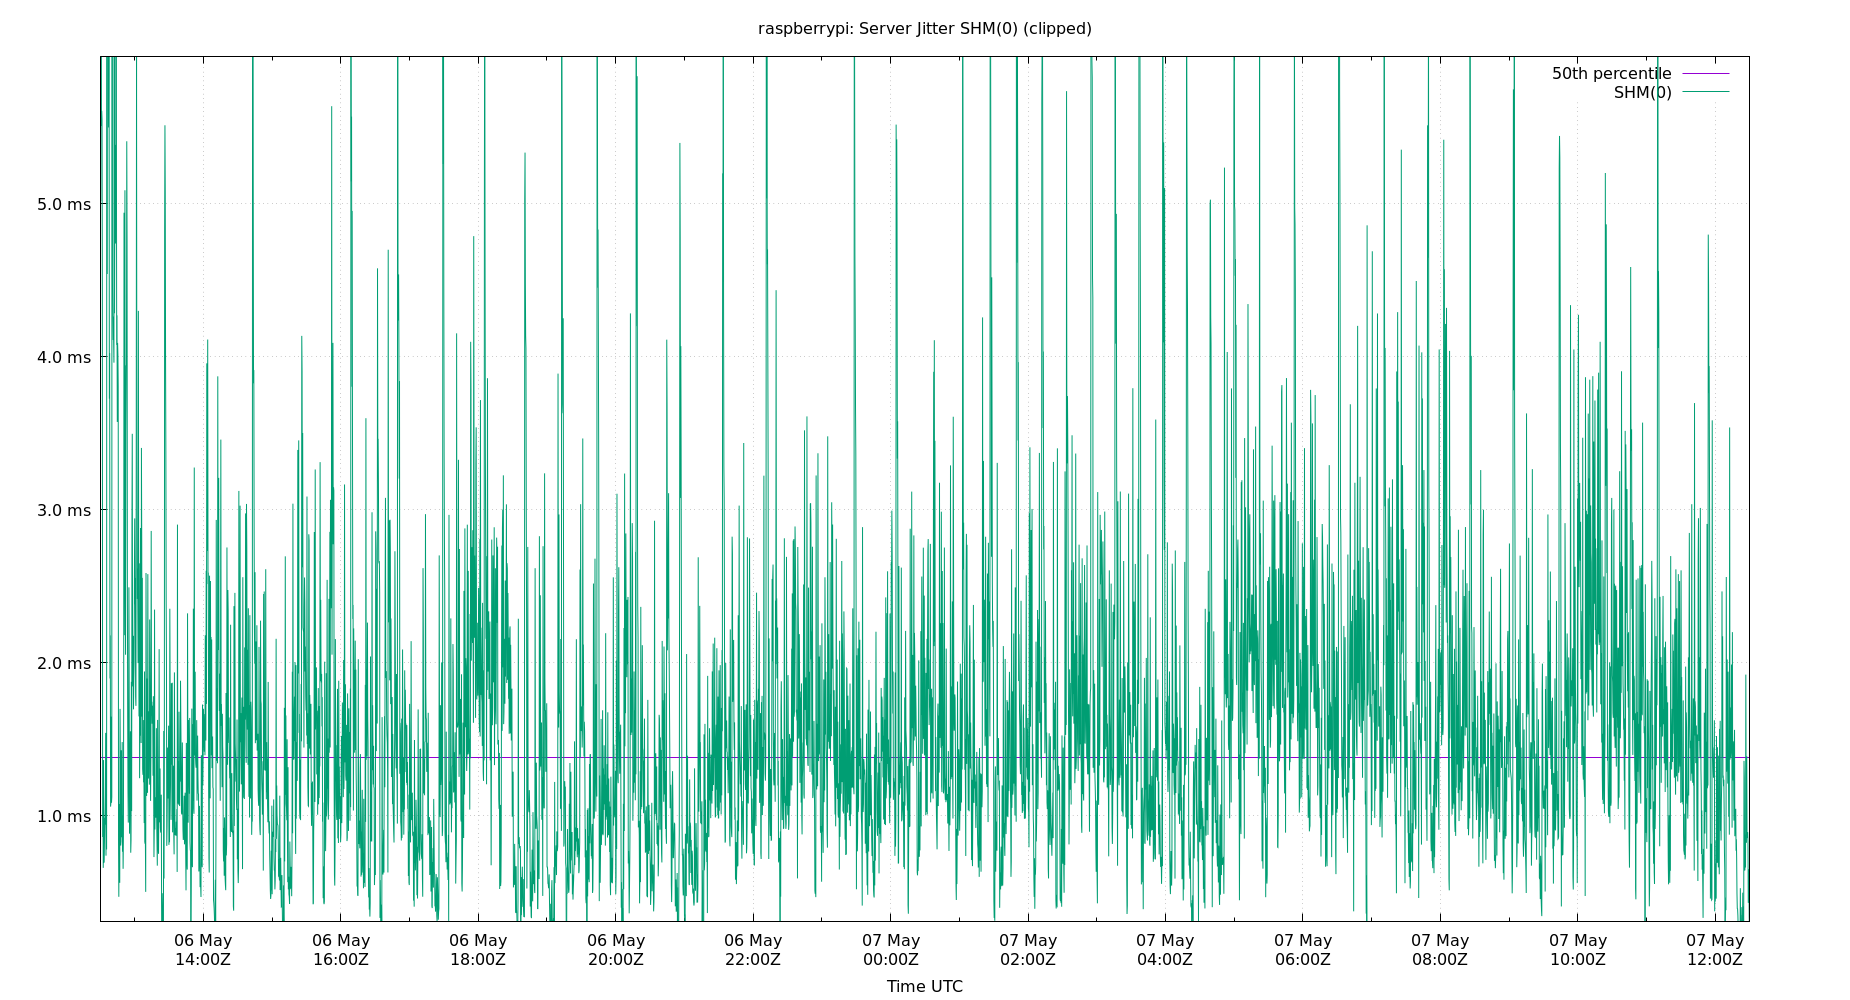 raspberrypi: Server Jitter SHM(0) (clipped)
50th percentile
SHM(0)
5.0 ms
4.0 ms
3.0 ms
2.0 ms
1.0 ms
06 May 06 May 06 May 06 May 06 May 07 May 07 May 07 May 07 May 07 May 07 May 07 May
14:00Z 16:00Z 18:00Z 20:00Z 22:00Z 00:00Z 02:00Z 04:00Z 06:00Z 08:00Z 10:00Z 12:00Z
Time UTC